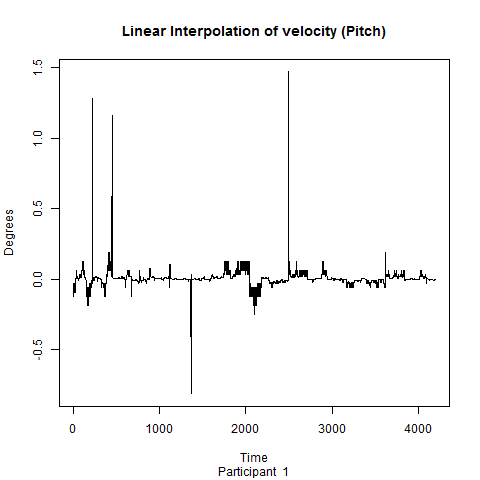 Linear Interpolation of velocity (Pitch)
1.5
1.0
0.5
0.0
-0.5
Degrees
0
1000
2000
3000
4000
Time
Participant 1